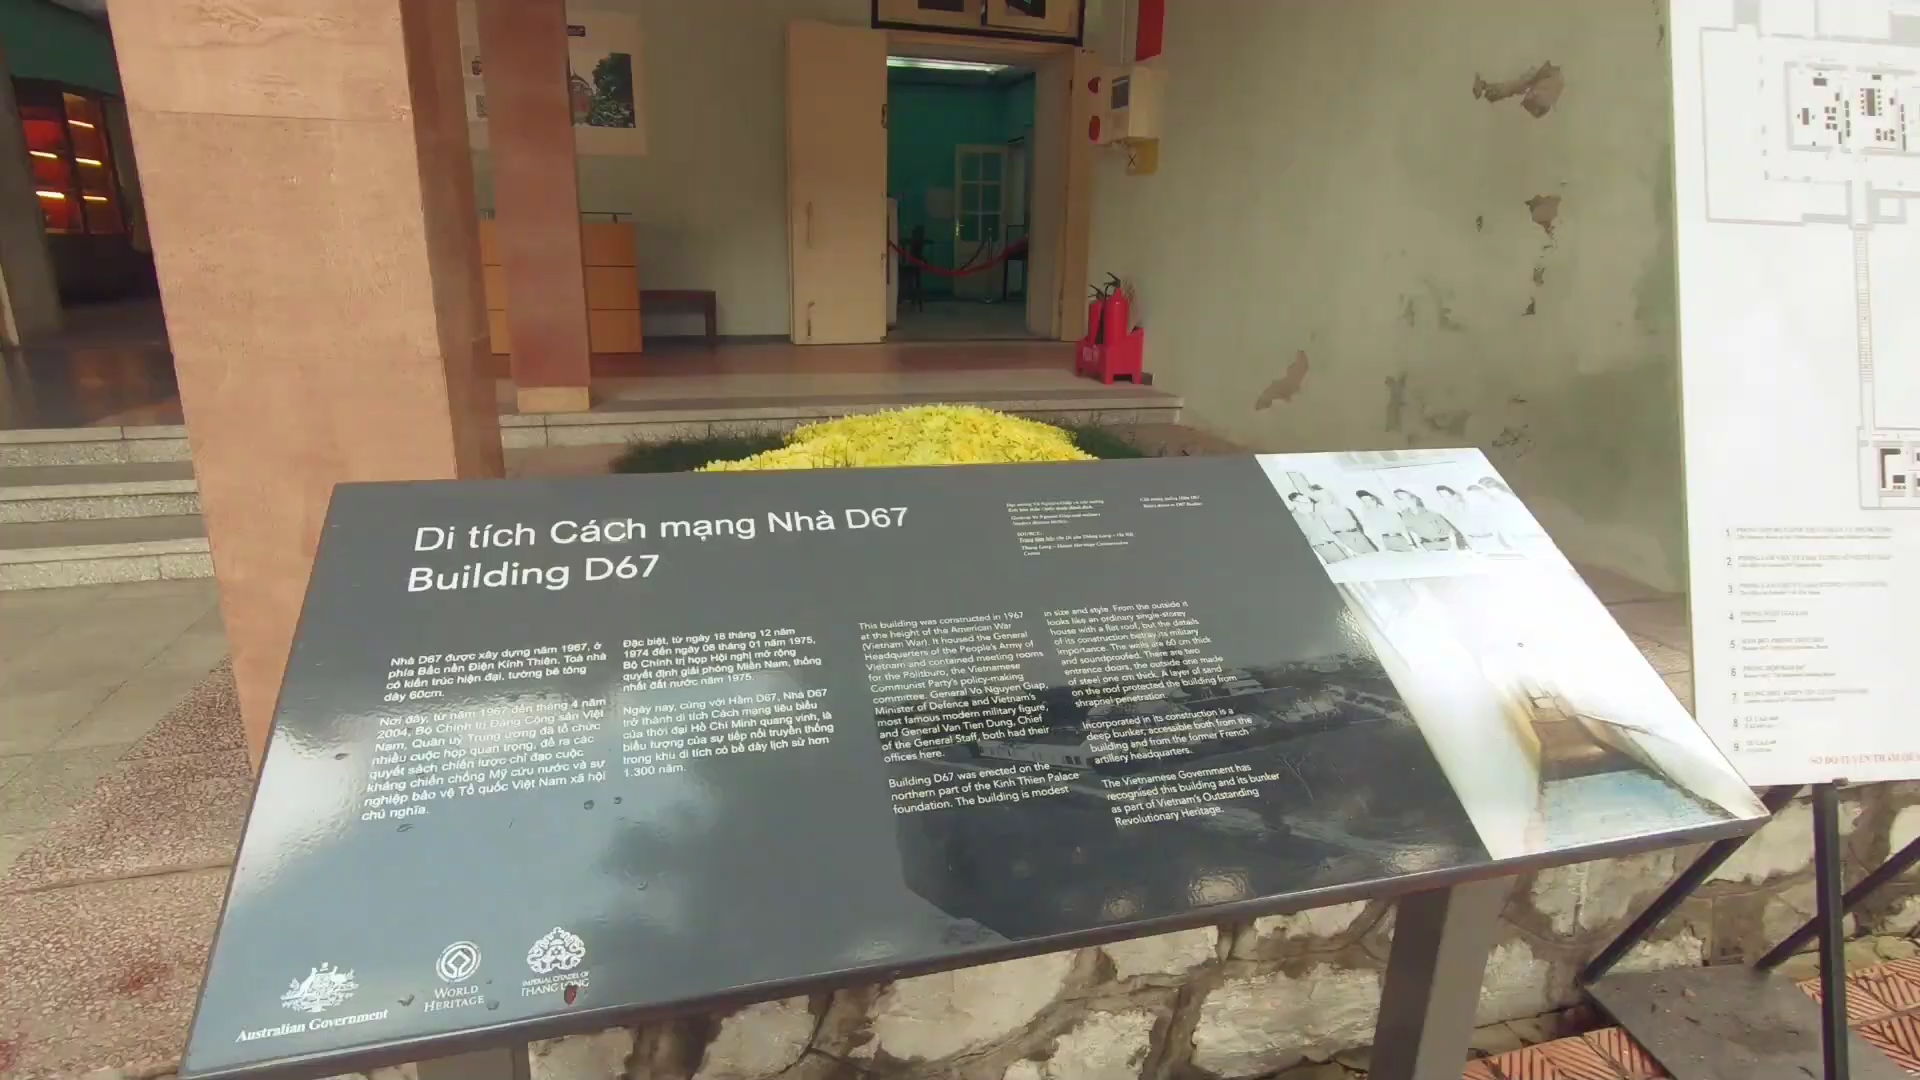 Di tích Cách mạng Nhà D67
Building D67
Nhà D67 được xây dựng năm 1967, ở
phía Bắc nền Điện Kính Thiên. Toà nhà
có kiến trúc hiện đại, tường bê tông
dày 60cm.
Nơi đây, từ năm 1967 đến tháng 4 năm
2004, Bộ Chính trị Đảng Cộng sản Việt
Nam, Quân uỷ Trung ương đã tổ chức
nhiều cuộc họp quan trọng, đề ra các
quyết sách chiến lược chỉ đạo cuộc
kháng chiến chống Mỹ cứu nước và sự
nghiệp bảo vệ Tổ quốc Việt Nam xã hội
chủ nghĩa.
Đặc biệt, từ ngày 18 tháng 12 năm
1974 đến ngày 08 tháng 01 năm 1975,
Bộ Chính trị họp Hội nghị mở rộng
quyết định giải phóng Miền Nam, thống
nhất đất nước năm 1975.
Ngày nay, cùng với Hầm D67, Nhà D67
trở thành di tích Cách mạng tiêu biểu
của thời đại Hồ Chí Minh quang vinh, là
biểu tượng của sự tiếp nối truyền thống
trong khu di tích có bề dày lịch sử hơn
1.300 năm.
This building was constructed in 1967
at the height of the American War
(Vietnam War). It housed the General
Headquarters of the People's Army of
Vietnam and contained meeting rooms
for the Politburo, the Vietnamese
Communist Party's policy-making
committee. General Vo Nguyen Giap,
Minister of Defence and Vietnam's
most famous modern military figure,
and General Van Tien Dung, Chief
of the General Staff, both had their
offices here.
Building D67 was erected on the
northern part of the Kinh Thien Palace
foundation. The building is modest
in size and style. From the outside it
looks like an ordinary single-storey
house with a flat roof, but the details
of its construction betray its military
importance. The walls are 60 cm thick
and soundproofed. There are two
entrance doors, the outside one made
of steel one cm thick. A layer of sand
on the roof protected the building from
shrapnel penetration.
Incorporated in its construction is a
deep bunker, accessible both from the
building and from the former French
artillery headquarters.
The Vietnamese Government has
recognised this building and its bunker
as part of Vietnam's Outstanding
Revolutionary Heritage.
SOURCE:
Thang Long – Hanoi Heritage Conservation
Centre
Australian Government
WORLD
HERITAGE
IMPERIAL CITADEL OF
THANG LONG
1
2
3
4
5
6
7
8
9